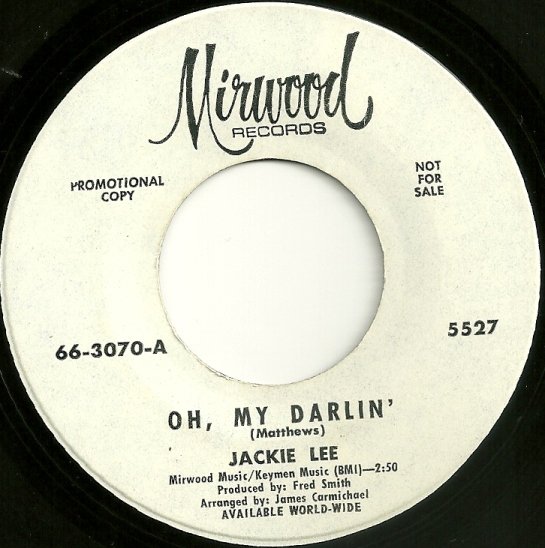 Mirwood
RECORDS
PROMOTIONAL
COPY
NOT
FOR
SALE
66-3070-A
5527
OH, MY DARLIN'
(Matthews)
JACKIE LEE
Mirwood Music/Keymen Music (BMI)—2:50
Produced by: Fred Smith
Arranged by: James Carmichael
AVAILABLE WORLD-WIDE